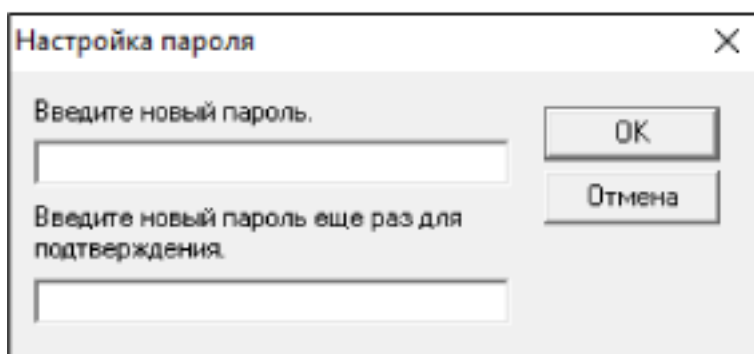 Настройка пароля
Введите новый пароль.
OK
Отмена
Введите новый пароль еще раз для
подтверждения.